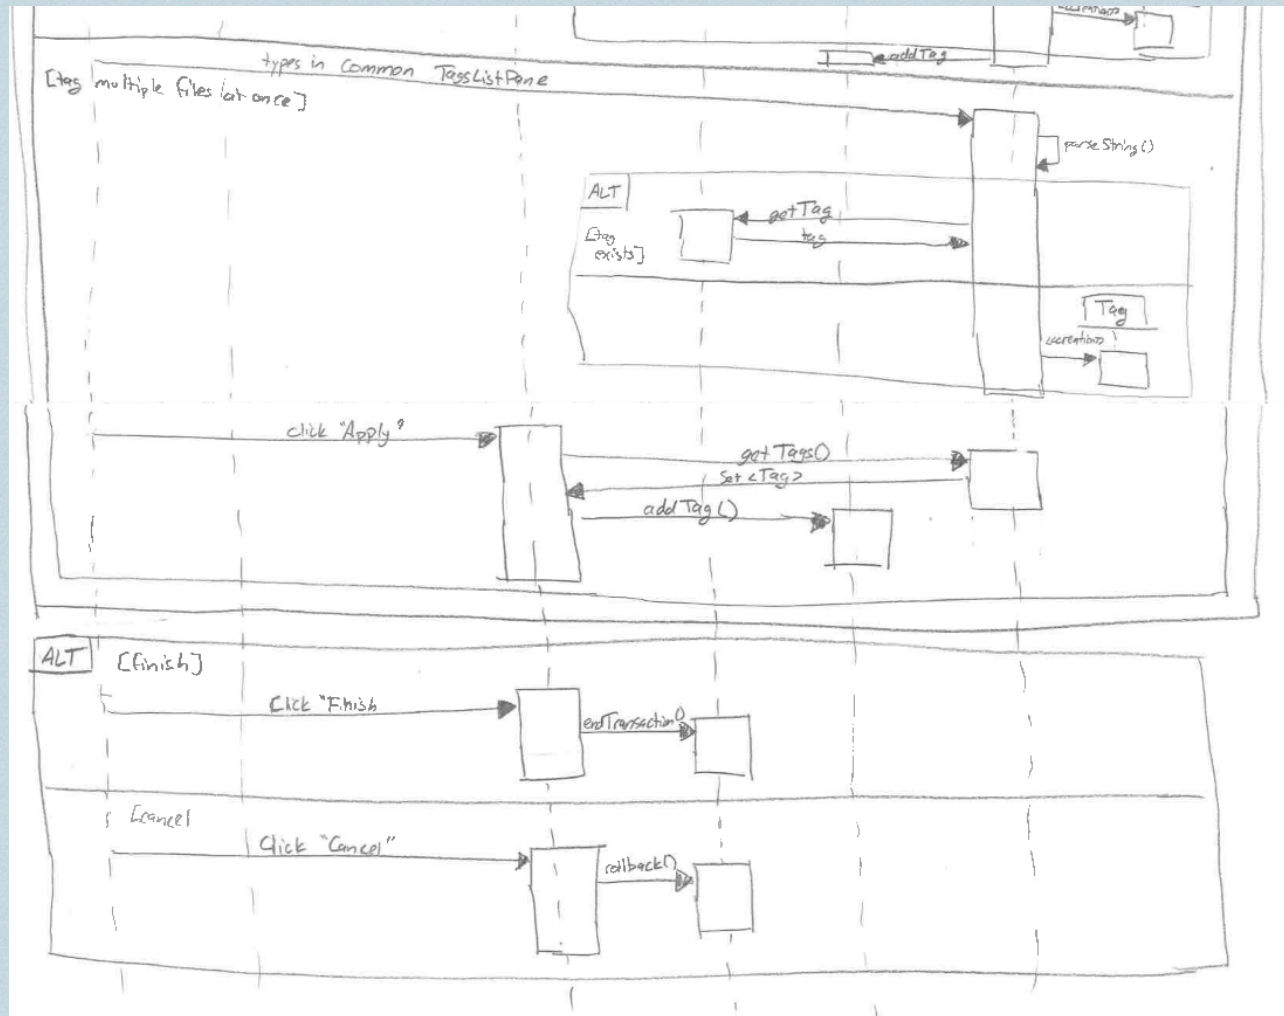 <<creation>>
addTag
types in Common TagsListPane
[tag multiple files at once]
parseString()
ALT
getTag
[tag
exists]
tag
Tag
<<creation>>
click "Apply"
getTags()
Set<Tag>
addTag()
ALT
[finish]
Click "Finish
endTransaction()
[cancel
Click "Cancel"
rollback()